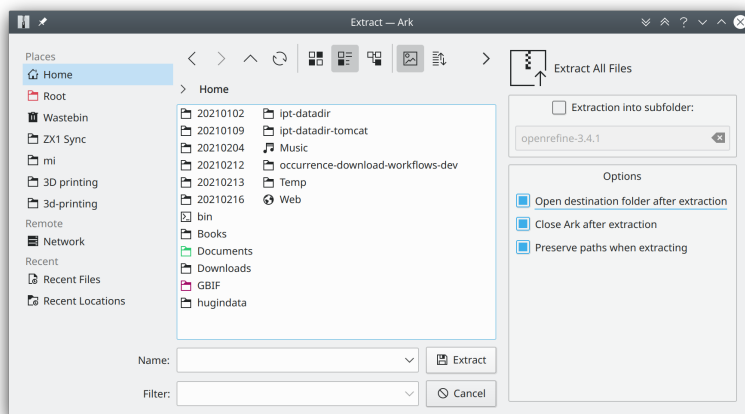 Extract — Ark
Places
Home
Root
Wastebin
ZX1 Sync
mi
3D printing
3d-printing
Remote
Network
Recent
Recent Files
Recent Locations
Home
20210102
20210109
20210204
20210212
20210213
20210216
bin
Books
Documents
Downloads
GBIF
hugindata
ipt-datadir
ipt-datadir-tomcat
Music
occurrence-download-workflows-dev
Temp
Web
Name:
Extract
Filter:
Cancel
Extract All Files
Extraction into subfolder:
openrefine-3.4.1
Options
Open destination folder after extraction
Close Ark after extraction
Preserve paths when extracting